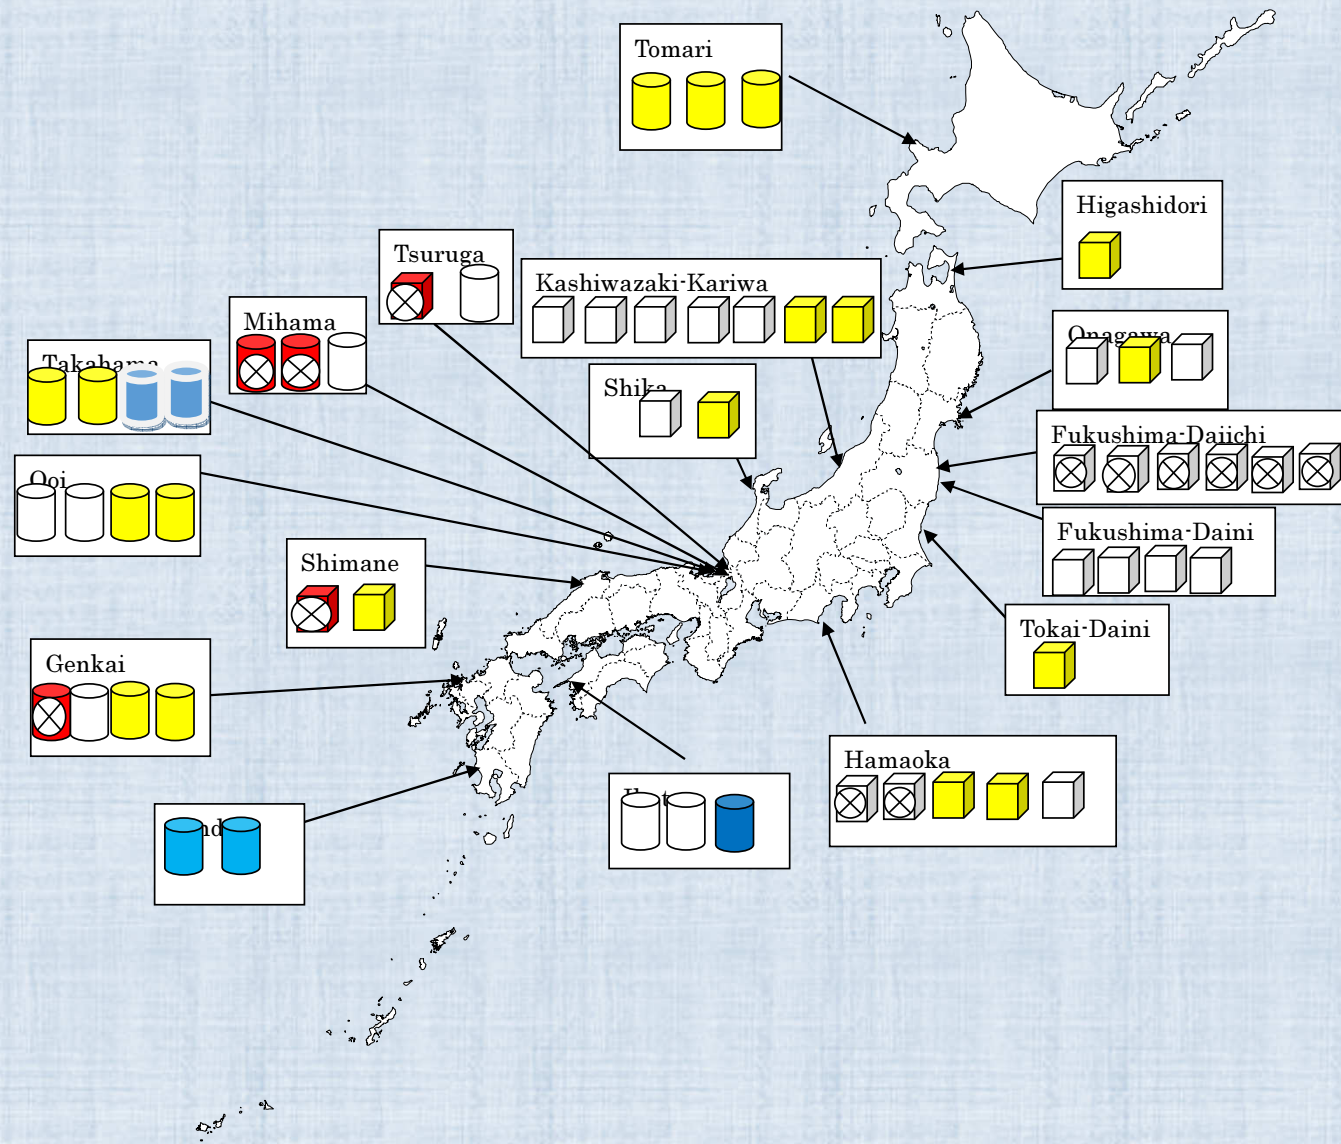 Tomari
Higashidori
Tsuruga
Kashiwazaki-Kariwa
Mihama
Onagawa
Takahama
Shika
Fukushima-Daiichi
Ooi
Fukushima-Daini
Shimane
Tokai-Daini
Genkai
Hamaoka